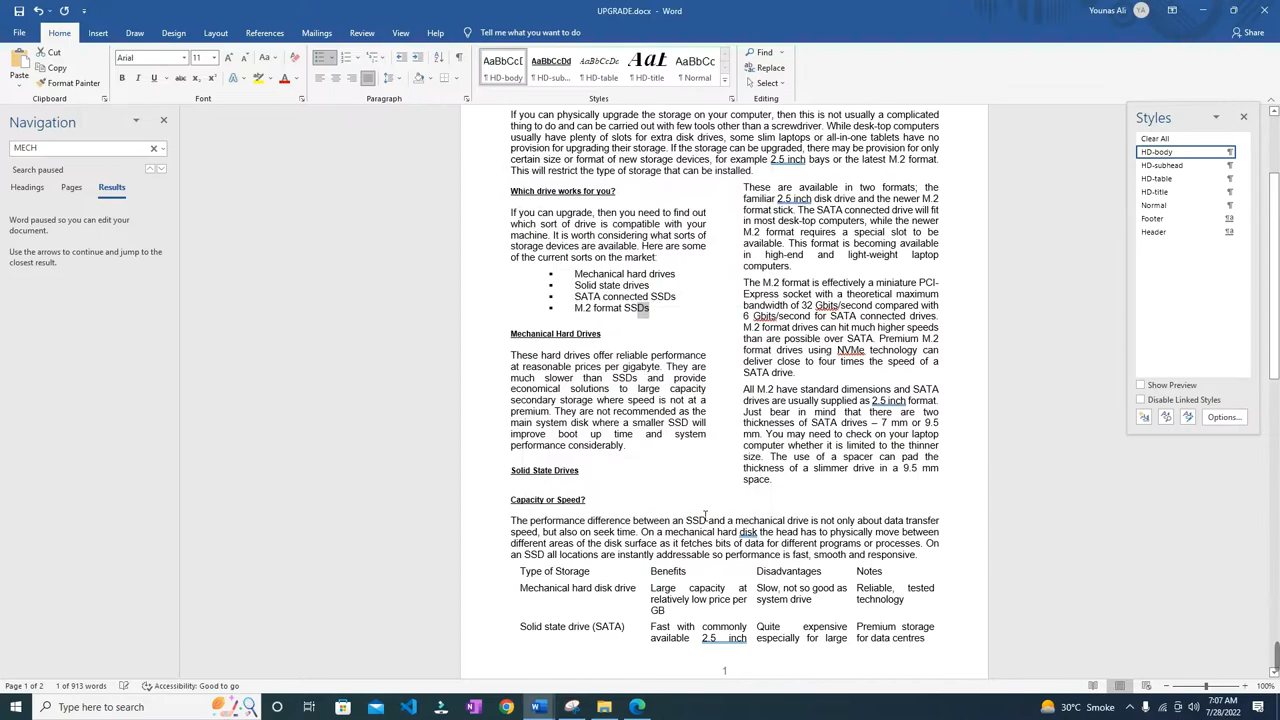 UPGRADE.docx - Word
Younas Ali
YA
File Home Insert Draw Design Layout References Mailings Review View Help Tell me what you want to do
Share
Paste
Cut
Copy
Format Painter
Clipboard
Arial 11
Font
Paragraph
AaBbCcI AaBbCcDd AaBbCcDc AaI AaBbCc
¶ HD-body ¶ HD-sub... ¶ HD-table ¶ HD-title ¶ Normal
Styles
Find
Replace
Select
Editing
Navigation
MECH
Search paused
Headings Pages Results
Word paused so you can edit your
document.
Use the arrows to continue and jump to the
closest result.
If you can physically upgrade the storage on your computer, then this is not usually a complicated
thing to do and can be carried out with few tools other than a screwdriver. While desk-top computers
usually have plenty of slots for extra disk drives, some slim laptops or all-in-one tablets have no
provision for upgrading their storage. If the storage can be upgraded, there may be provision for only
certain size or format of new storage devices, for example 2.5 inch bays or the latest M.2 format.
This will restrict the type of storage that can be installed.
Which drive works for you?
If you can upgrade, then you need to find out
which sort of drive is compatible with your
machine. It is worth considering what sorts of
storage devices are available. Here are some
of the current sorts on the market:
▪ Mechanical hard drives
▪ Solid state drives
▪ SATA connected SSDs
▪ M.2 format SSDs
Mechanical Hard Drives
These hard drives offer reliable performance
at reasonable prices per gigabyte. They are
much slower than SSDs and provide
economical solutions to large capacity
secondary storage where speed is not at a
premium. They are not recommended as the
main system disk where a smaller SSD will
improve boot up time and system
performance considerably.
Solid State Drives
These are available in two formats; the
familiar 2.5 inch disk drive and the newer M.2
format stick. The SATA connected drive will fit
in most desk-top computers, while the newer
M.2 format requires a special slot to be
available. This format is becoming available
in high-end and light-weight laptop
computers.
The M.2 format is effectively a miniature PCI-
Express socket with a theoretical maximum
bandwidth of 32 Gbits/second compared with
6 Gbits/second for SATA connected drives.
M.2 format drives can hit much higher speeds
than are possible over SATA. Premium M.2
format drives using NVMe technology can
deliver close to four times the speed of a
SATA drive.
All M.2 have standard dimensions and SATA
drives are usually supplied as 2.5 inch format.
Just bear in mind that there are two
thicknesses of SATA drives – 7 mm or 9.5
mm. You may need to check on your laptop
computer whether it is limited to the thinner
size. The use of a spacer can pad the
thickness of a slimmer drive in a 9.5 mm
space.
Capacity or Speed?
The performance difference between an SSD and a mechanical drive is not only about data transfer
speed, but also on seek time. On a mechanical hard disk the head has to physically move between
different areas of the disk surface as it fetches bits of data for different programs or processes. On
an SSD all locations are instantly addressable so performance is fast, smooth and responsive.
Type of Storage Benefits Disadvantages Notes
Mechanical hard disk drive Large capacity at Slow, not so good as Reliable, tested
relatively low price per system drive technology
GB
Solid state drive (SATA) Fast with commonly Quite expensive Premium storage
available 2.5 inch especially for large for data centres
1
Styles
Clear All
HD-body ¶
HD-subhead ¶
HD-table ¶
HD-title ¶
Normal ¶
Footer ¶a
Header ¶a
Show Preview
Disable Linked Styles
Options...
Page 1 of 2 1 of 913 words Accessibility: Good to go
100%
Type here to search
30°C Smoke
7:07 AM
7/28/2022